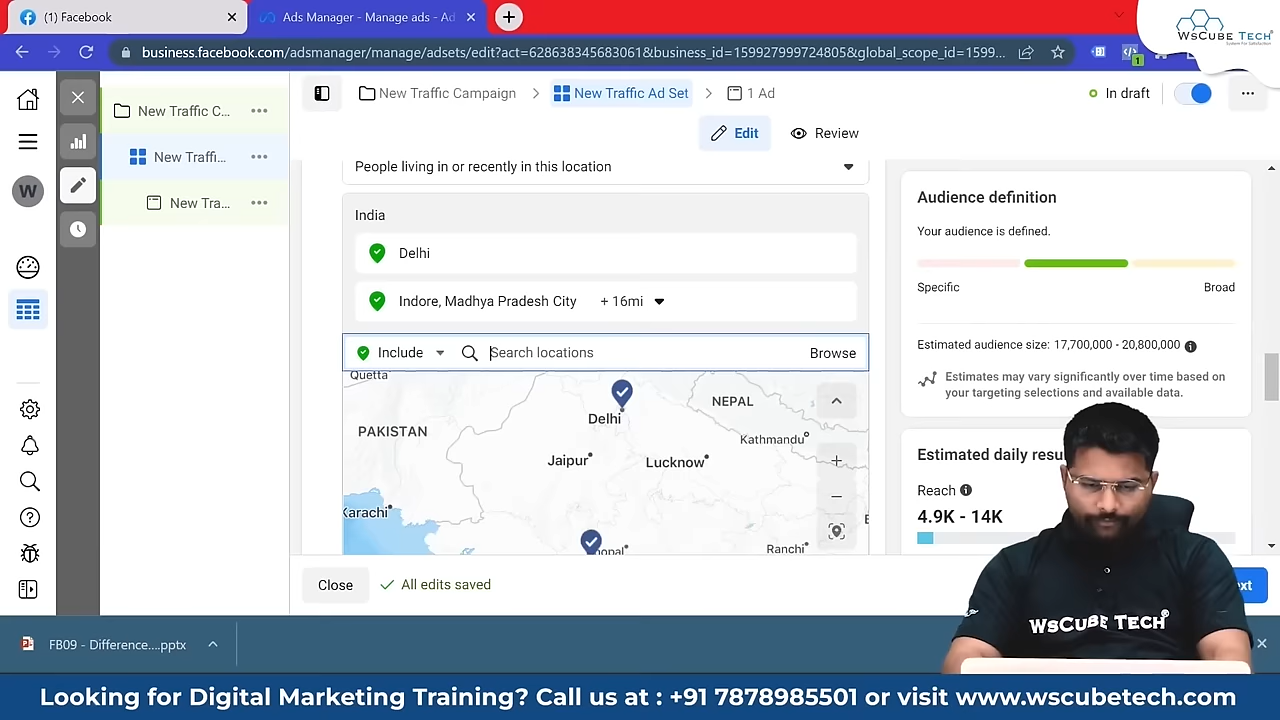 (1) Facebook
Ads Manager - Manage ads - Ad
WsCube Tech®
business.facebook.com/adsmanager/manage/adsets/edit?act=628638345683061&business_id=159927999724805&global_scope_id=1599...
1
New Traffic C...
New Traffic Campaign
New Traffic Ad Set
1 Ad
In draft
Edit
Review
New Traffi...
W
New Tra...
People living in or recently in this location
India
Delhi
Indore, Madhya Pradesh City + 16mi
Include
Search locations
Browse
Quetta
PAKISTAN
Delhi
NEPAL
Kathmandu
Jaipur
Lucknow
Karachi
opal
Ranchi
Audience definition
Your audience is defined.
Specific
Broad
Estimated audience size: 17,700,000 - 20,800,000
Estimates may vary significantly over time based on
your targeting selections and available data.
Estimated daily resu
Reach
4.9K - 14K
Close
All edits saved
ext
WsCube Tech®
FB09 - Difference....pptx
Looking for Digital Marketing Training? Call us at : +91 7878985501 or visit www.wscubetech.com